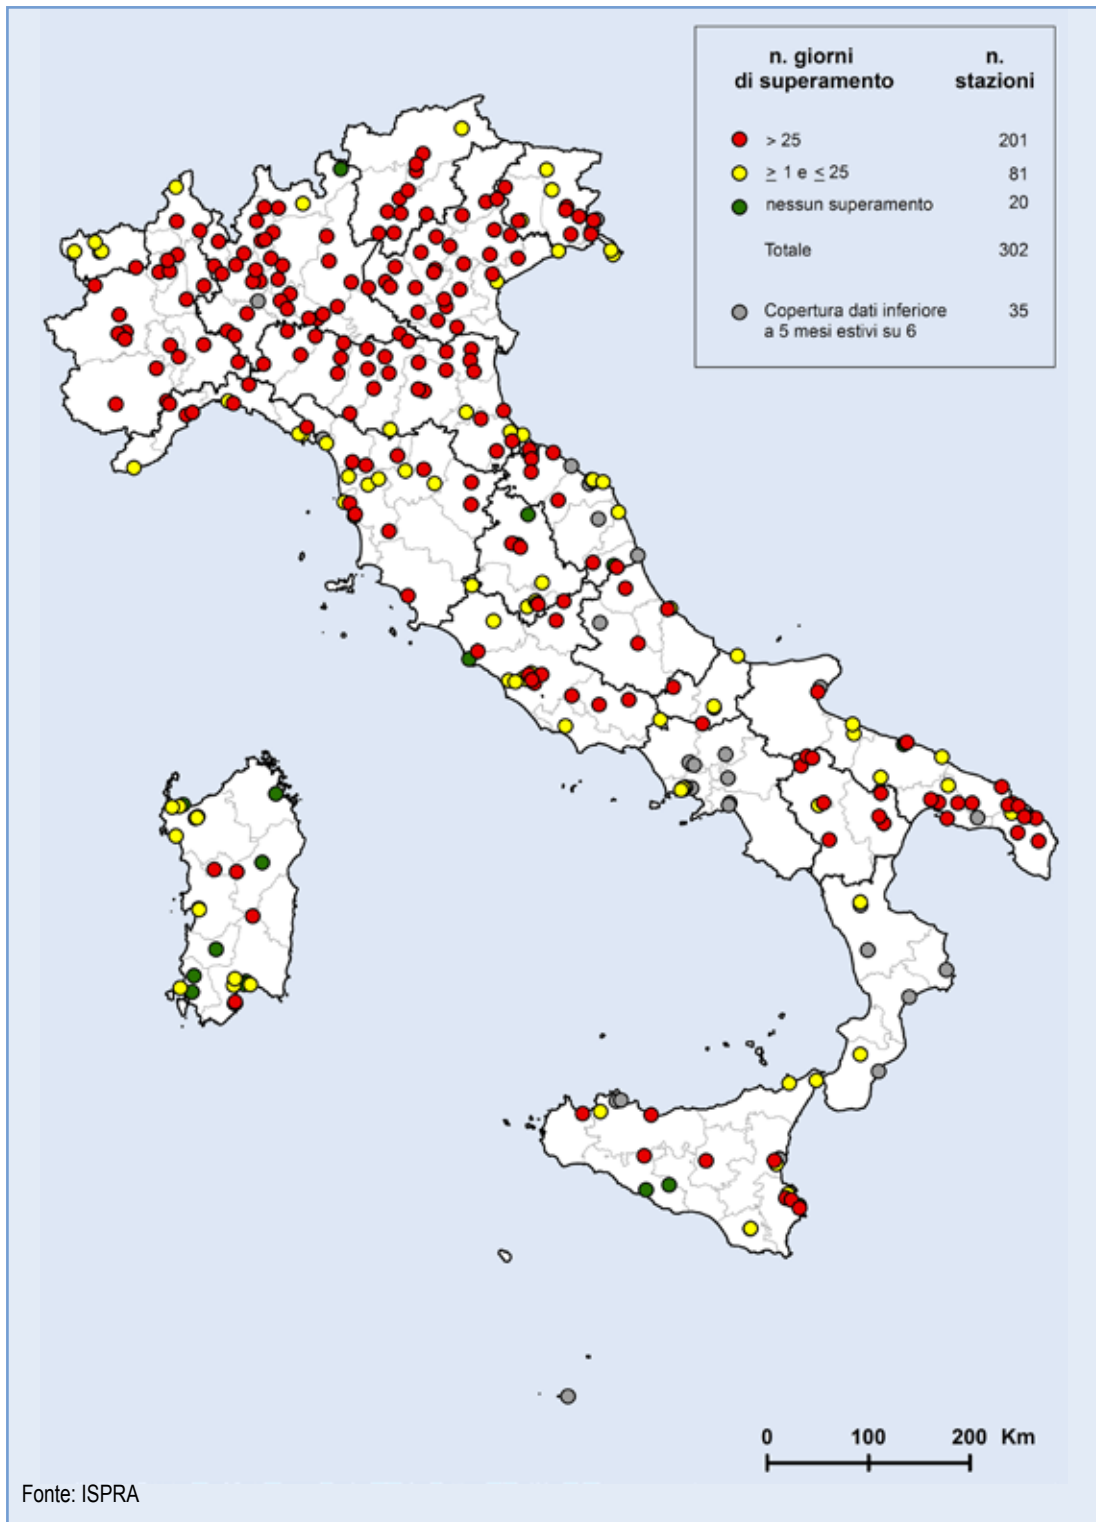 n. giorni n.
di superamento stazioni
> 25 201
≥ 1 e ≤ 25 81
nessun superamento 20
Totale 302
Copertura dati inferiore 35
a 5 mesi estivi su 6
0 100 200 Km
Fonte: ISPRA